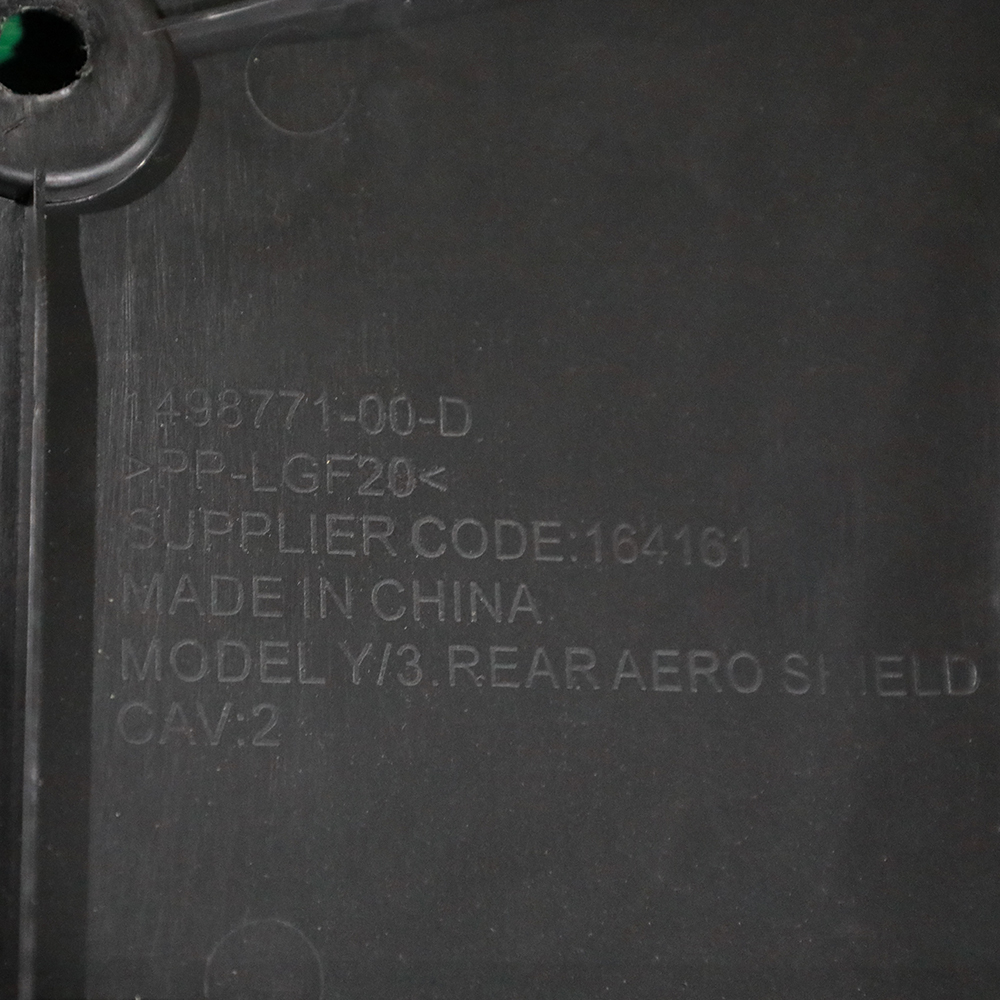 1498771-00-D
>PP-LGF20<
SUPPLIER CODE:164161
MADE IN CHINA
MODEL Y/3 REAR AERO SHIELD
CAV:2